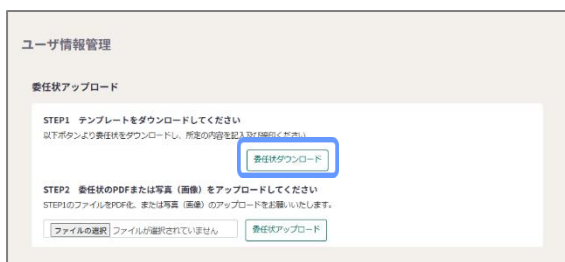 ユーザ情報管理
委任状アップロード
STEP1 テンプレートをダウンロードしてください
以下ボタンより委任状をダウンロードし、所定の内容を記入及び捺印ください
委任状ダウンロード
STEP2 委任状のPDFまたは写真（画像）をアップロードしてください
STEP1のファイルをPDF化、または写真（画像）のアップロードをお願いいたします。
ファイルの選択 ファイルが選択されていません 委任状アップロード